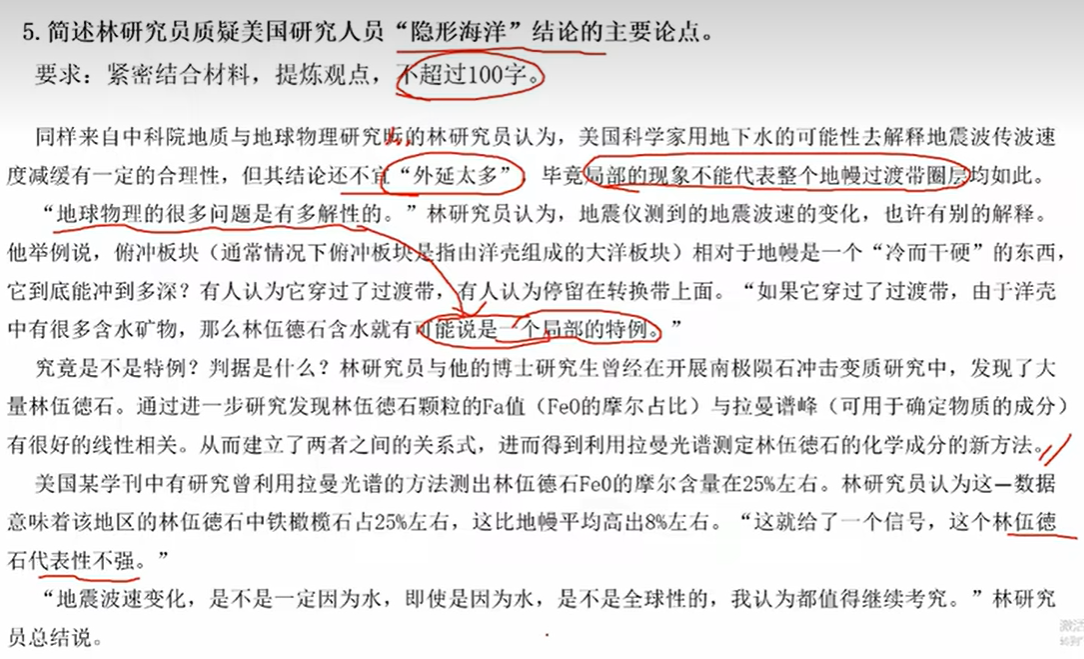 5.简述林研究员质疑美国研究人员“隐形海洋”结论的主要论点。
要求：紧密结合材料，提炼观点，不超过100字。
同样来自中科院地质与地球物理研究所的林研究员认为，美国科学家用地下水的可能性去解释地震波传波速
度减缓有一定的合理性，但其结论还不宜“外延太多”，毕竟局部的现象不能代表整个地幔过渡带圈层均如此。
“地球物理的很多问题是有多解性的。”林研究员认为，地震仪测到的地震波速的变化，也许有别的解释。
他举例说，俯冲板块（通常情况下俯冲板块是指由洋壳组成的大洋板块）相对于地幔是一个“冷而干硬”的东西，
它到底能冲到多深？有人认为它穿过了过渡带，有人认为停留在转换带上面。“如果它穿过了过渡带，由于洋壳
中有很多含水矿物，那么林伍德石含水就有可能说是一个局部的特例。”
究竟是不是特例？判据是什么？林研究员与他的博士研究生曾经在开展南极陨石冲击变质研究中，发现了大
量林伍德石。通过进一步研究发现林伍德石颗粒的Fa值（FeO的摩尔占比）与拉曼谱峰（可用于确定物质的成分）
有很好的线性相关。从而建立了两者之间的关系式，进而得到利用拉曼光谱测定林伍德石的化学成分的新方法。
美国某学刊中有研究曾利用拉曼光谱的方法测出林伍德石FeO的摩尔含量在25%左右。林研究员认为这一数据
意味着该地区的林伍德石中铁橄榄石占25%左右，这比地幔平均高出8%左右。“这就给了一个信号，这个林伍德
石代表性不强。”
“地震波速变化，是不是一定因为水，即使是因为水，是不是全球性的，我认为都值得继续考究。”林研究
员总结说。
激活